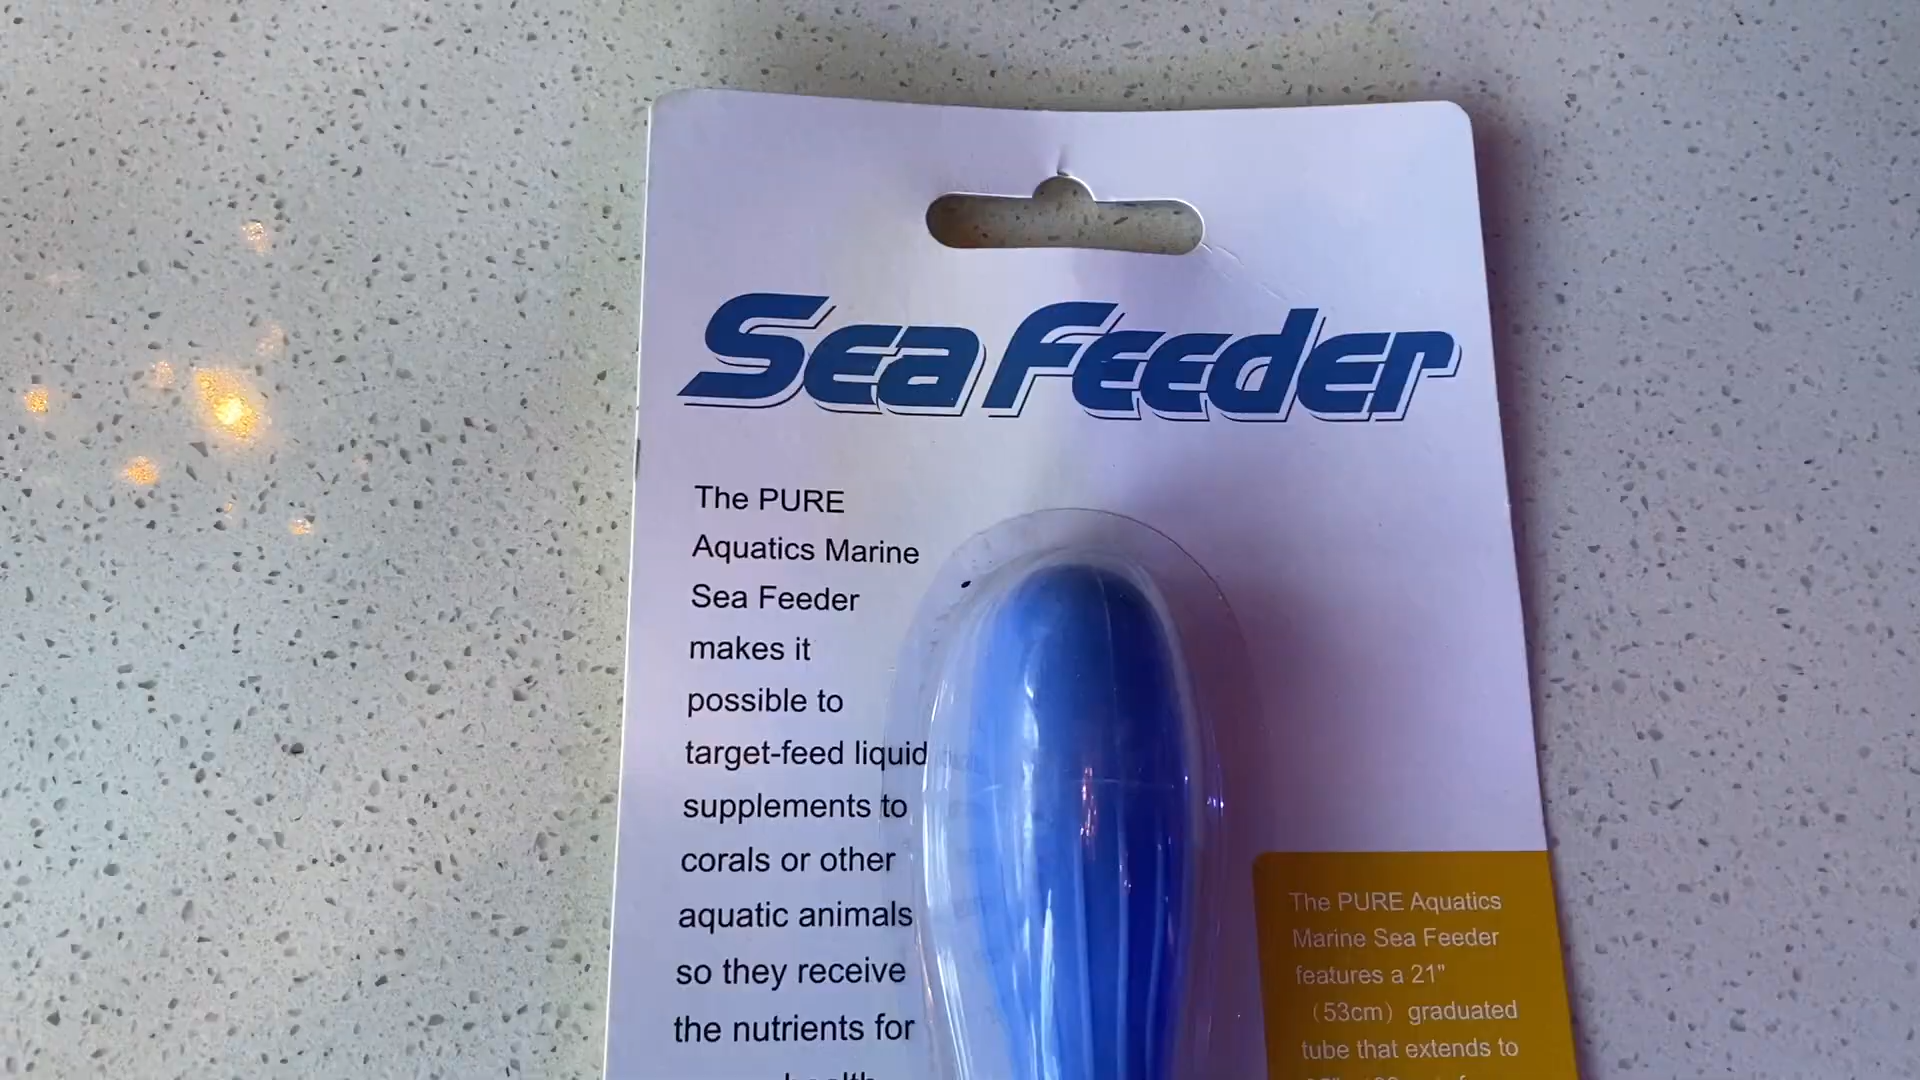 Sea Feeder
The PURE
Aquatics Marine
Sea Feeder
makes it
possible to
target-feed liquid
supplements to
corals or other
aquatic animals
so they receive
the nutrients for
health
The PURE Aquatics
Marine Sea Feeder
features a 21"
（53cm）graduated
tube that extends to